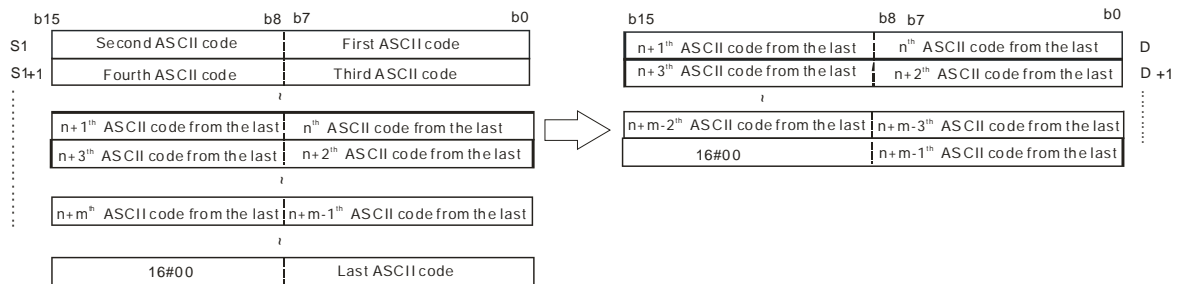 b15 b8 b7 b0
S1 Second ASCII code First ASCII code
S1+1 Fourth ASCII code Third ASCII code
n+1th ASCII code from the last nth ASCII code from the last
n+3th ASCII code from the last n+2th ASCII code from the last
n+mth ASCII code from the last n+m-1th ASCII code from the last
16#00 Last ASCII code
b15 b8 b7 b0
n+1th ASCII code from the last nth ASCII code from the last D
n+3th ASCII code from the last n+2th ASCII code from the last D +1
n+m-2th ASCII code from the last n+m-3th ASCII code from the last
16#00 n+m-1th ASCII code from the last